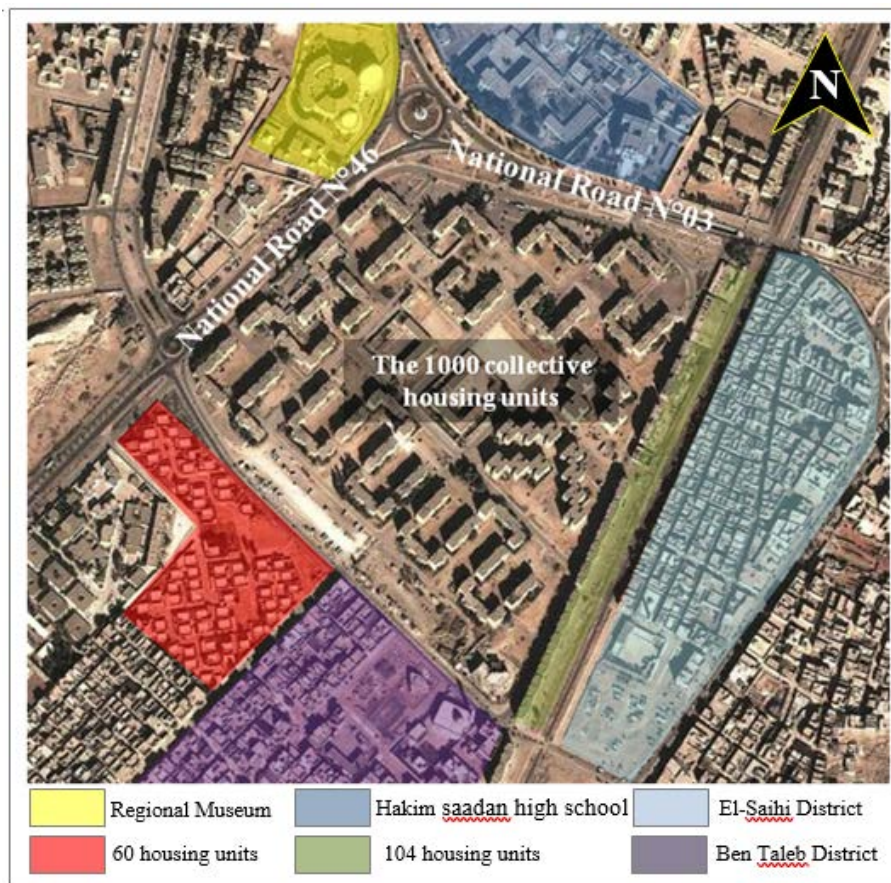 N
National Road N°46
National Road N°03
The 1000 collective
housing units
Regional Museum
Hakim saadan high school
El-Saihi District
60 housing units
104 housing units
Ben Taleb District